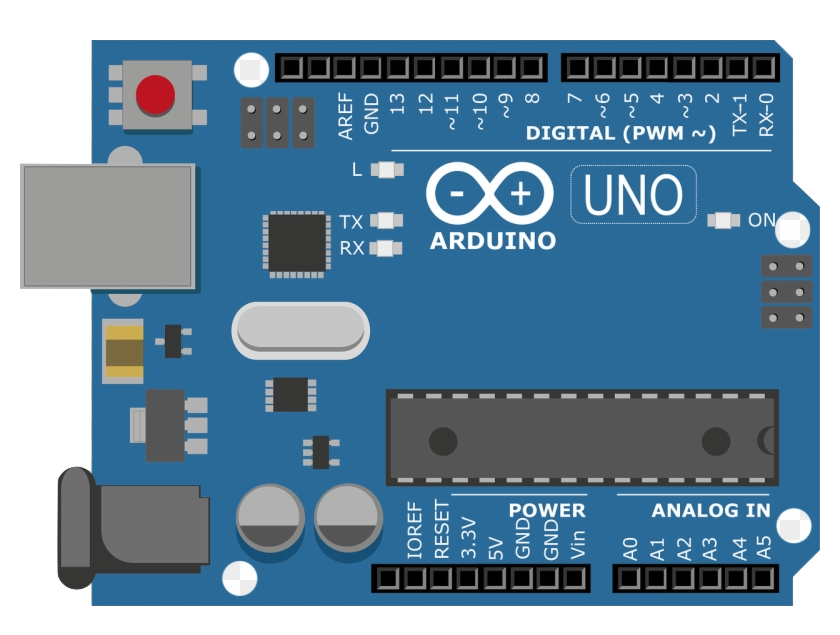 AREF
GND
13
12
~11
~10
~9
8
7
~6
~5
4
~3
2
TX-1
RX-0
DIGITAL (PWM ~)
L
TX
RX
- +
ARDUINO
UNO
ON
IOREF
RESET
3.3V
5V
GND
GND
Vin
POWER
ANALOG IN
A0
A1
A2
A3
A4
A5